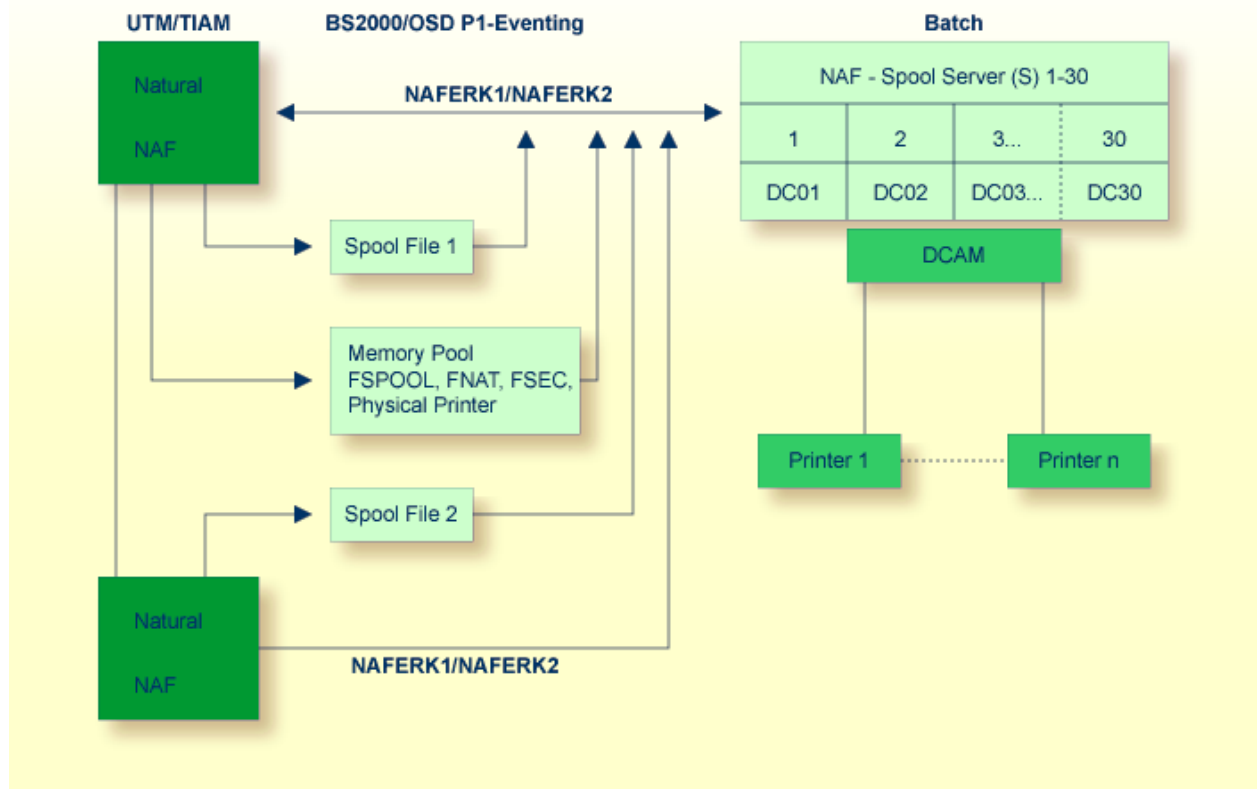 UTM/TIAM
BS2000/OSD P1-Eventing
Batch
Natural
NAF
NAFERK1/NAFERK2
NAF - Spool Server (S) 1-30
1 2 3... 30
DC01 DC02 DC03... DC30
DCAM
Spool File 1
Memory Pool
FSPOOL, FNAT, FSEC,
Physical Printer
Printer 1
Printer n
Spool File 2
Natural
NAF
NAFERK1/NAFERK2